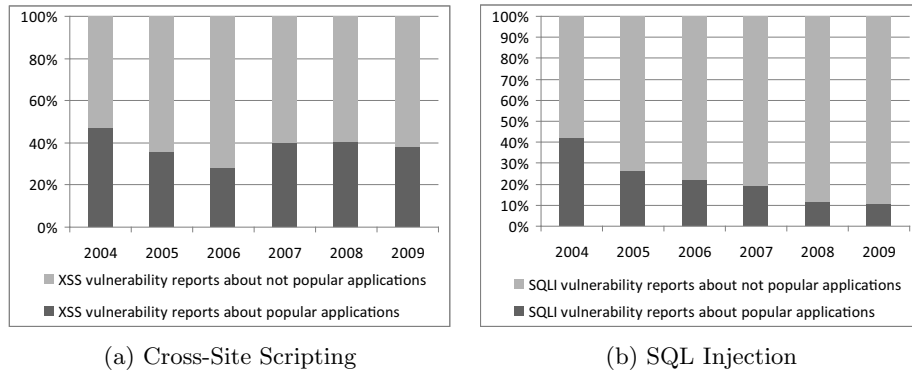 100%
80%
60%
40%
20%
0%
2004 2005 2006 2007 2008 2009
XSS vulnerability reports about not popular applications
XSS vulnerability reports about popular applications
(a) Cross-Site Scripting
100%
90%
80%
70%
60%
50%
40%
30%
20%
10%
0%
2004 2005 2006 2007 2008 2009
SQLI vulnerability reports about not popular applications
SQLI vulnerability reports about popular applications
(b) SQL Injection